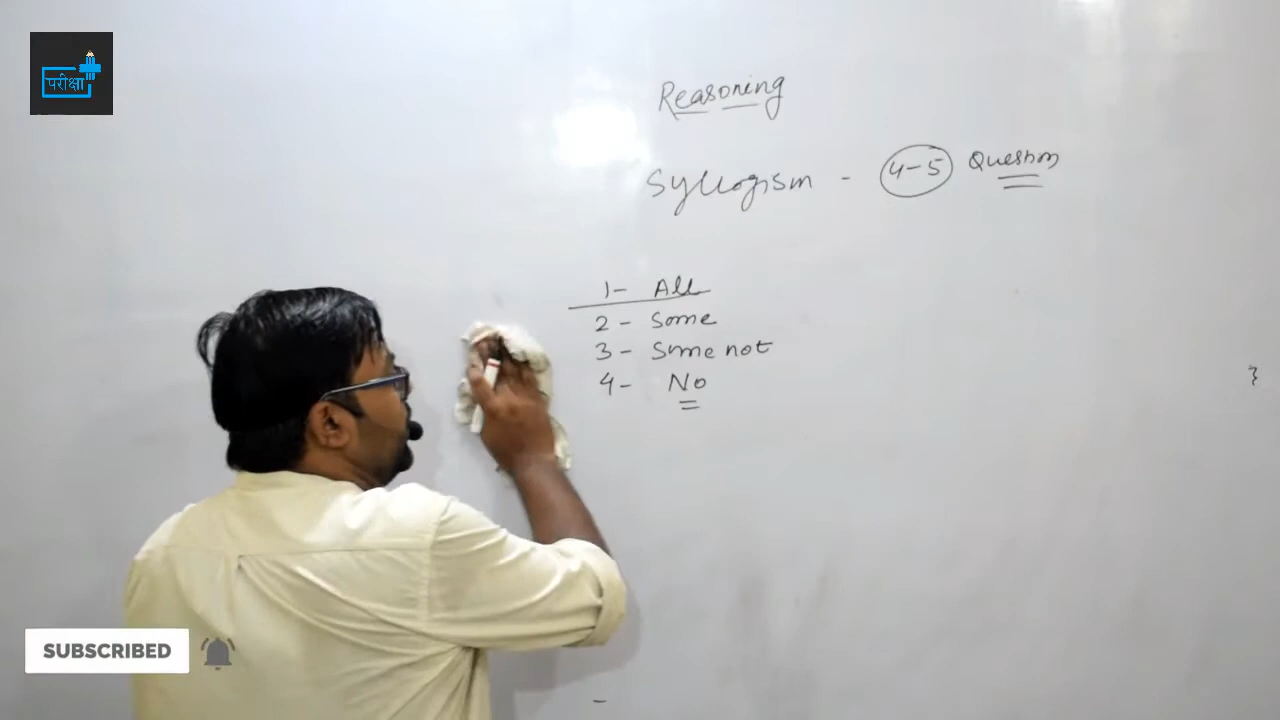 परीक्षा
Reasoning
Syllogism - 4-5 Question
1- All
2- Some
3- Some not
4- No
SUBSCRIBED